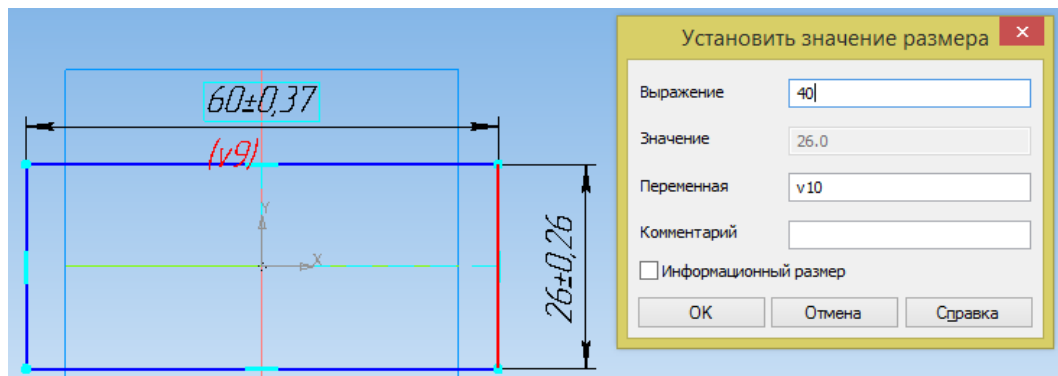 60±0,37
(v9)
Y
X
26±0,26
Установить значение размера
Выражение 40
Значение 26.0
Переменная v10
Комментарий
Информационный размер
OK Отмена Справка